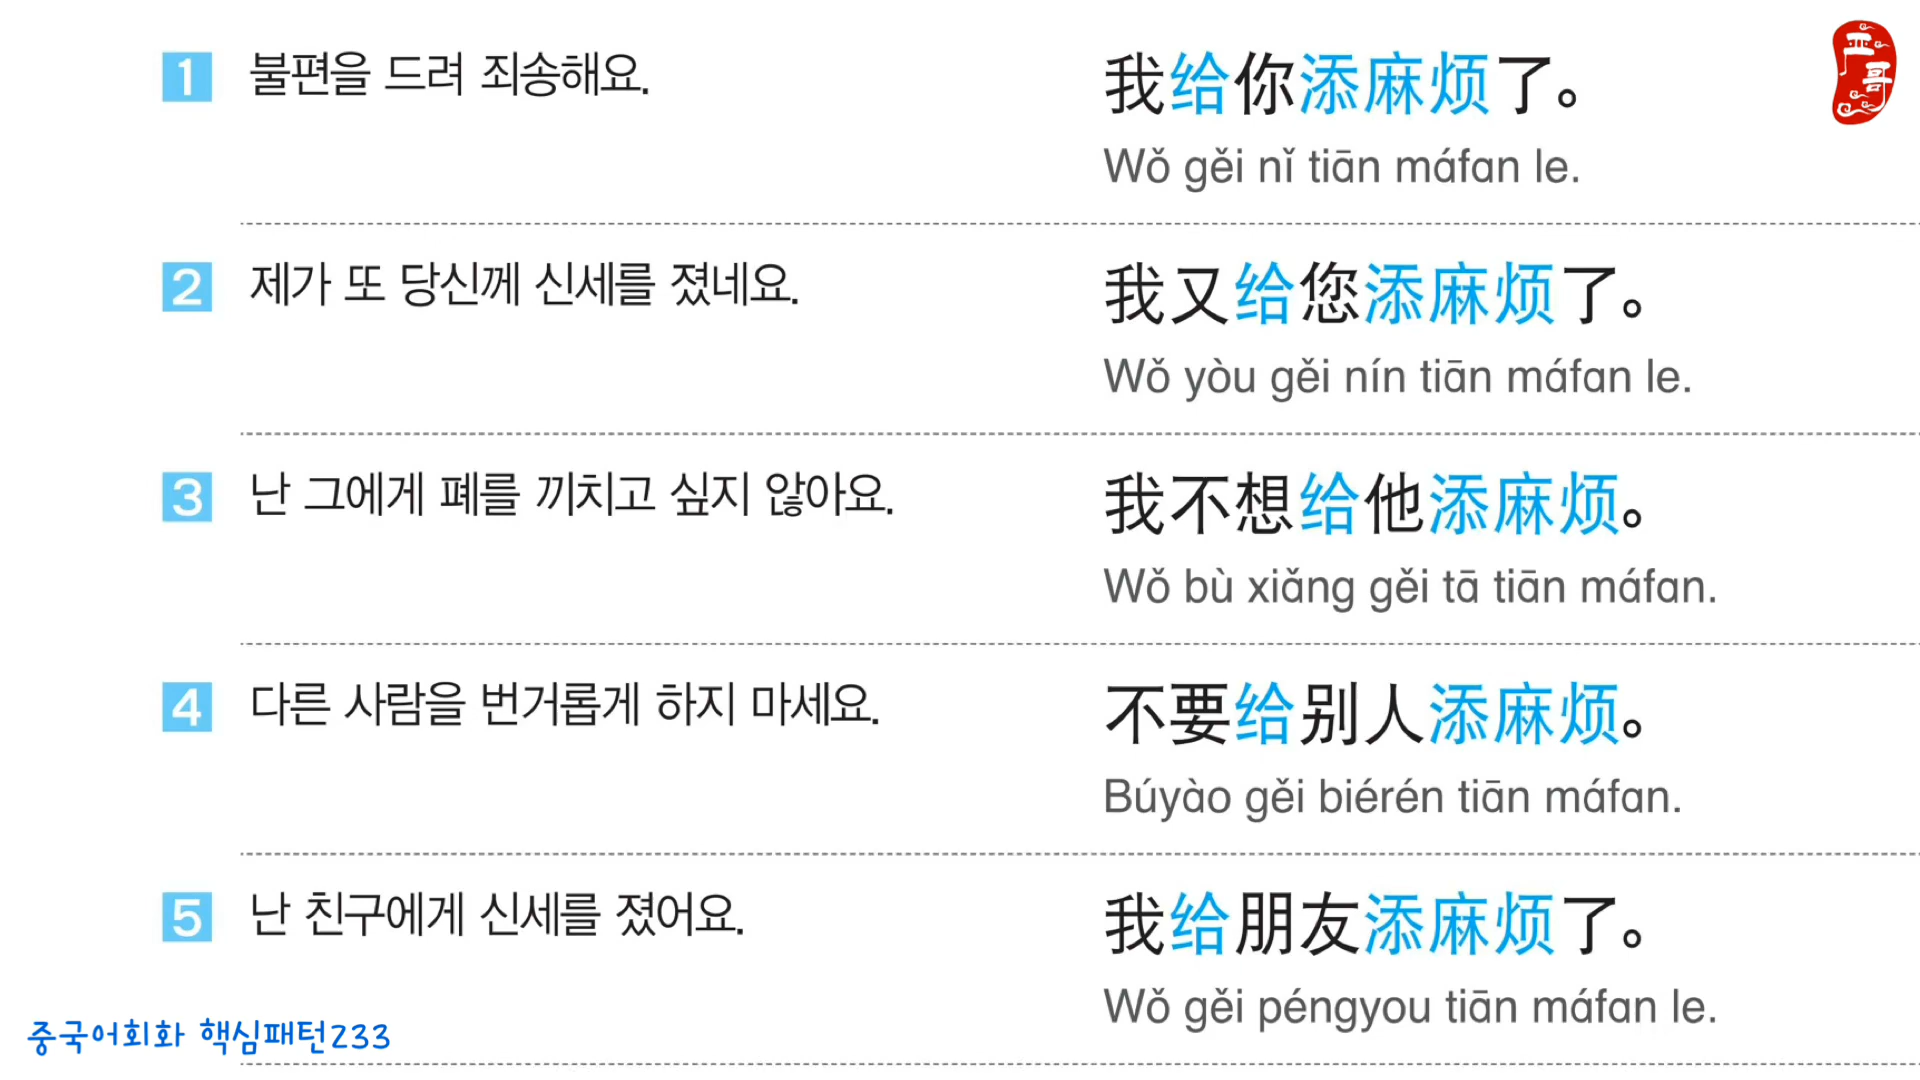 1 불편을 드려 죄송해요.
我给你添麻烦了。
Wǒ gěi nǐ tiān máfan le.
2 제가 또 당신께 신세를 졌네요.
我又给您添麻烦了。
Wǒ yòu gěi nín tiān máfan le.
3 난 그에게 폐를 끼치고 싶지 않아요.
我不想给他添麻烦。
Wǒ bù xiǎng gěi tā tiān máfan.
4 다른 사람을 번거롭게 하지 마세요.
不要给别人添麻烦。
Búyào gěi biérén tiān máfan.
5 난 친구에게 신세를 졌어요.
我给朋友添麻烦了。
Wǒ gěi péngyou tiān máfan le.
중국어회화 핵심패턴233